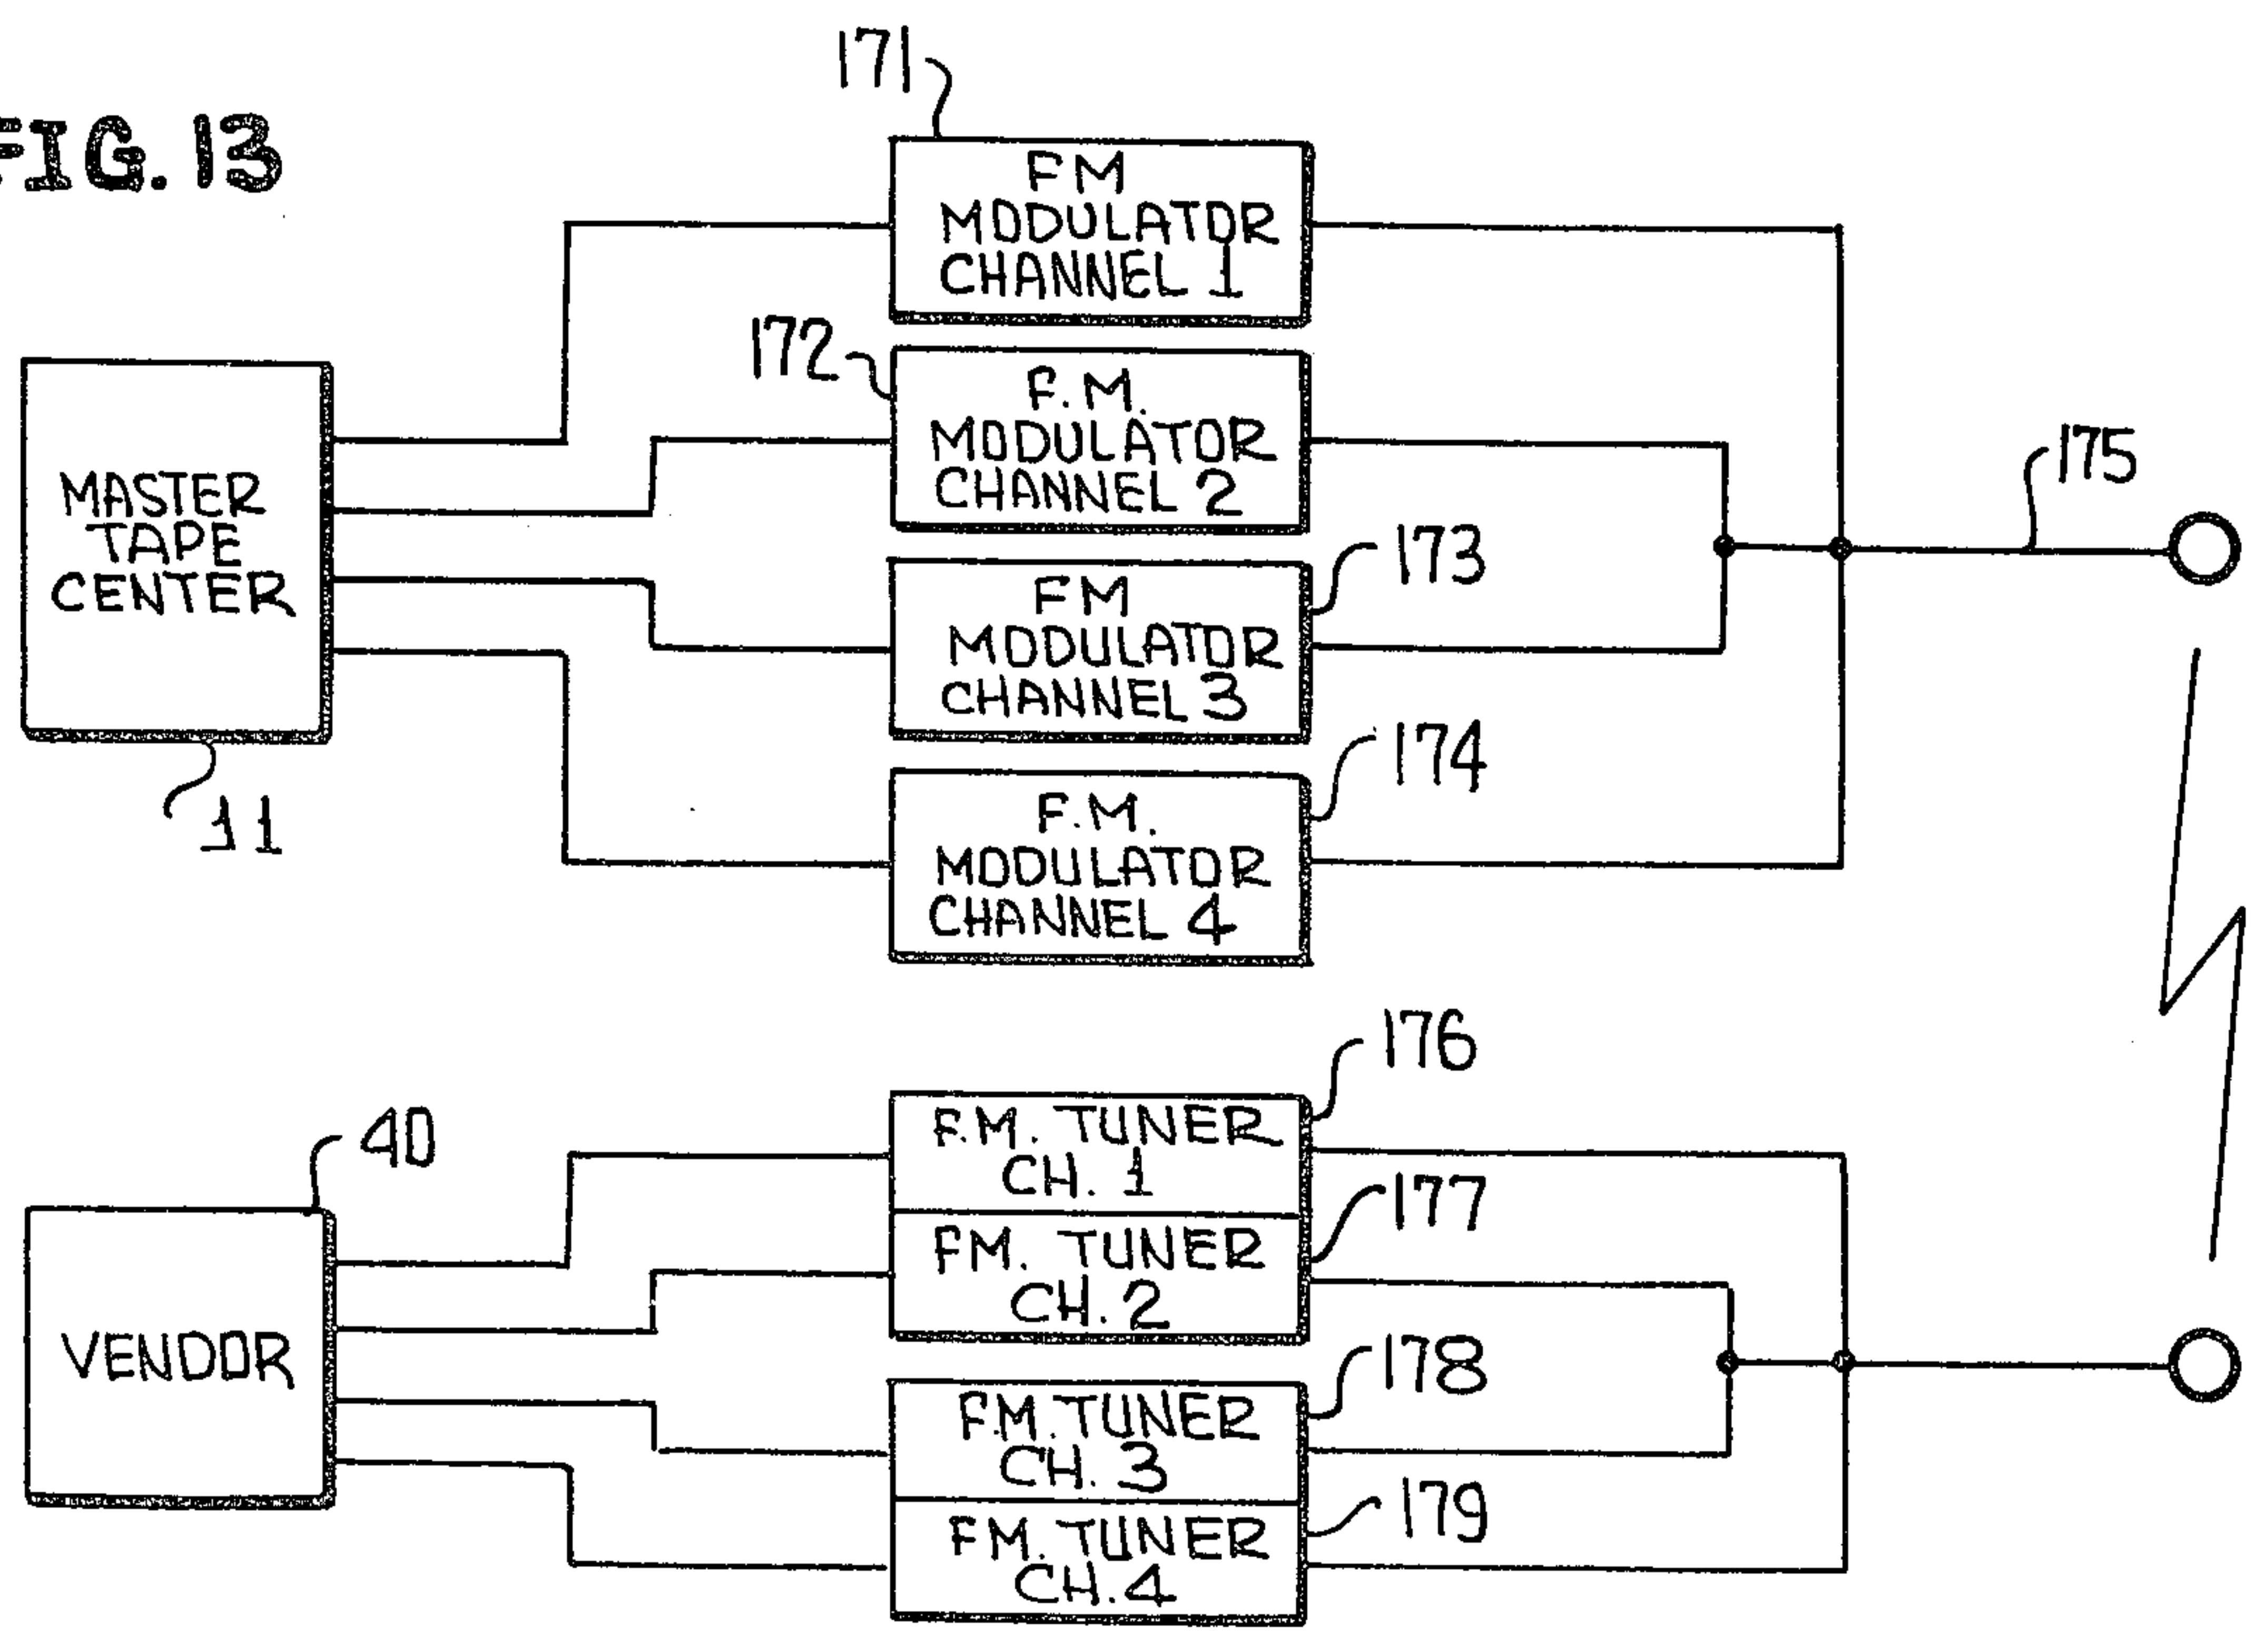 FIG. 13
171
FM
MODULATOR
CHANNEL 1
172
F.M.
MODULATOR
CHANNEL 2
175
173
FM
MODULATOR
CHANNEL 3
MASTER
TAPE
CENTER
11
174
F.M.
MODULATOR
CHANNEL 4
176
F.M. TUNER
CH. 1
40
177
FM. TUNER
CH. 2
VENDOR
178
F.M. TUNER
CH. 3
179
FM. TUNER
CH. 4